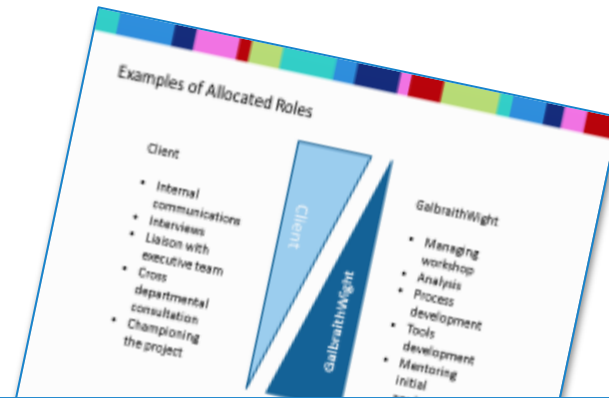 Examples of Allocated Roles
Client
• Internal
communications
• Interviews
• Liaison with
executive team
• Cross
departmental
consultation
• Championing
the project
Client
GalbraithWight
GalbraithWight
• Managing
workshop
• Analysis
• Process
development
• Tools
development
• Mentoring
initial